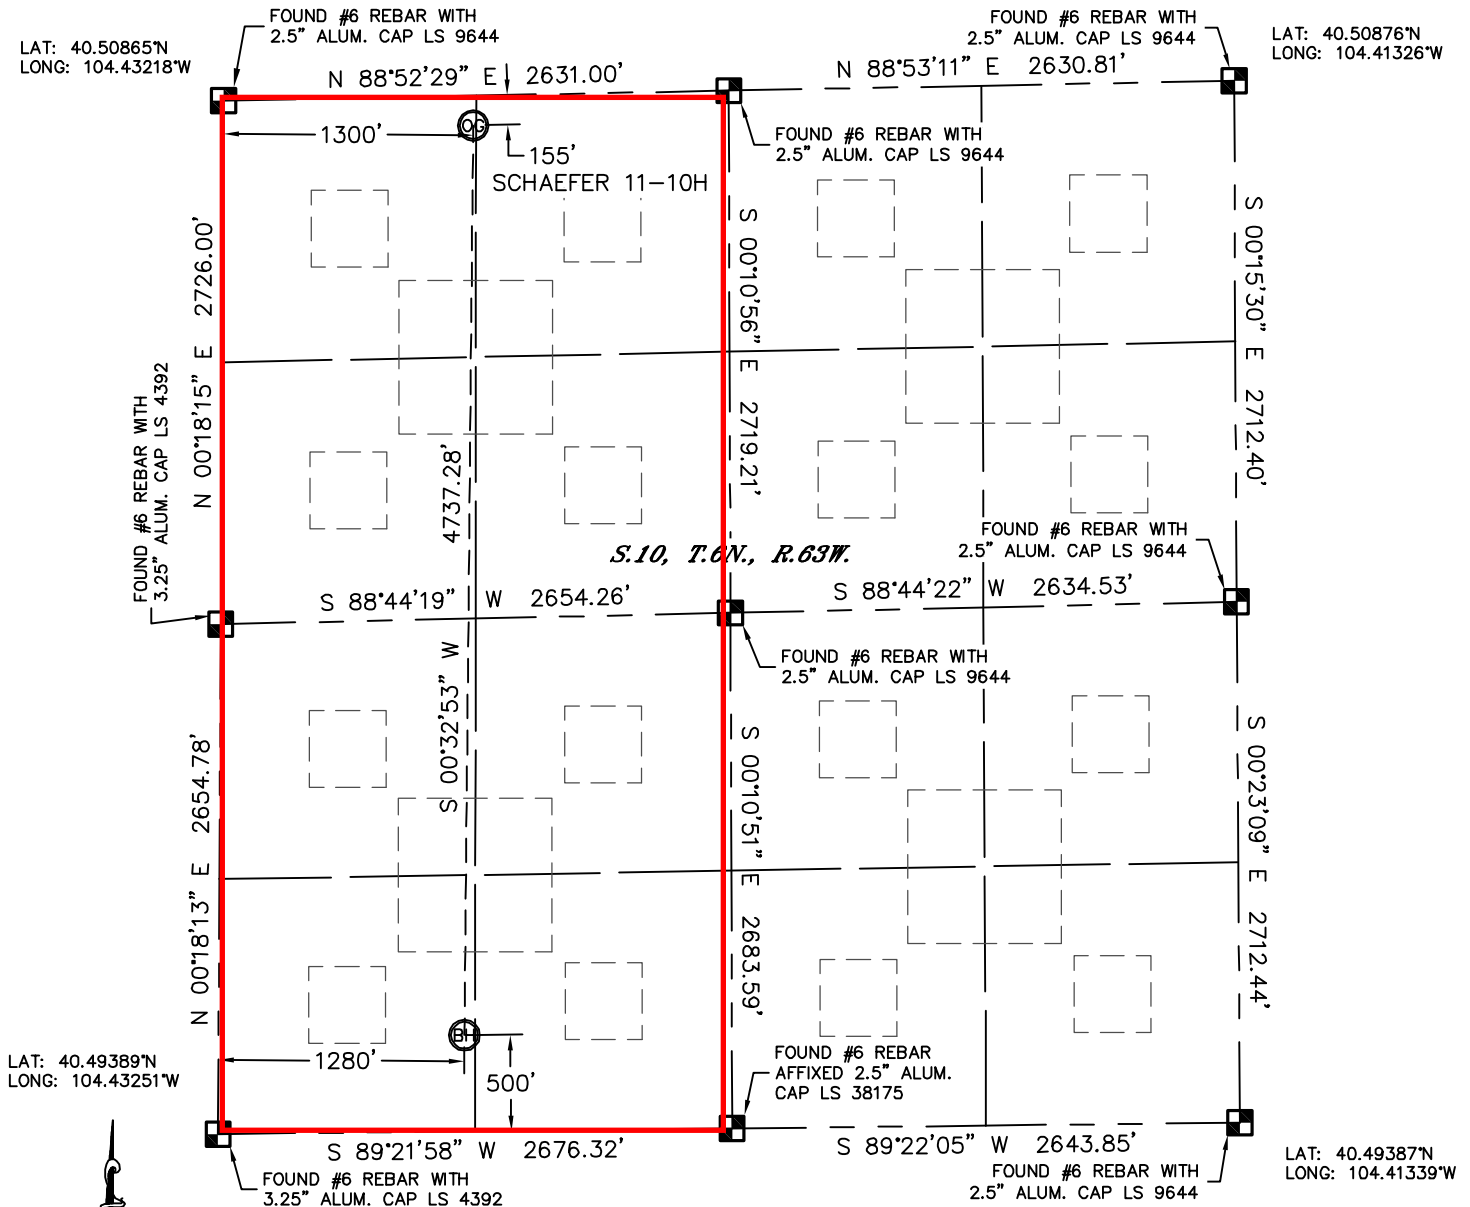 FOUND #6 REBAR WITH
2.5" ALUM. CAP LS 9644
FOUND #6 REBAR WITH
2.5" ALUM. CAP LS 9644
LAT: 40.50865°N
LONG: 104.43218°W
LAT: 40.50876°N
LONG: 104.41326°W
N 88°52'29" E 2631.00'
N 88°53'11" E 2630.81'
OG
1300'
155'
SCHAEFER 11-10H
FOUND #6 REBAR WITH
2.5" ALUM. CAP LS 9644
N 00°18'15" E 2726.00'
S 00°10'56" E 2719.21'
S 00°15'30" E 2712.40'
FOUND #6 REBAR WITH
3.25" ALUM. CAP LS 4392
4737.28'
S 00°32'53" W
S.10, T.6N., R.63W.
FOUND #6 REBAR WITH
2.5" ALUM. CAP LS 9644
S 88°44'19" W 2654.26'
S 88°44'22" W 2634.53'
FOUND #6 REBAR WITH
2.5" ALUM. CAP LS 9644
N 00°18'13" E 2654.78'
S 00°10'51" E 2683.59'
S 00°23'09" E 2712.44'
BH
1280'
500'
LAT: 40.49389°N
LONG: 104.43251°W
FOUND #6 REBAR
AFFIXED 2.5" ALUM.
CAP LS 38175
S 89°21'58" W 2676.32'
S 89°22'05" W 2643.85'
LAT: 40.49387°N
LONG: 104.41339°W
FOUND #6 REBAR WITH
3.25" ALUM. CAP LS 4392
FOUND #6 REBAR WITH
2.5" ALUM. CAP LS 9644